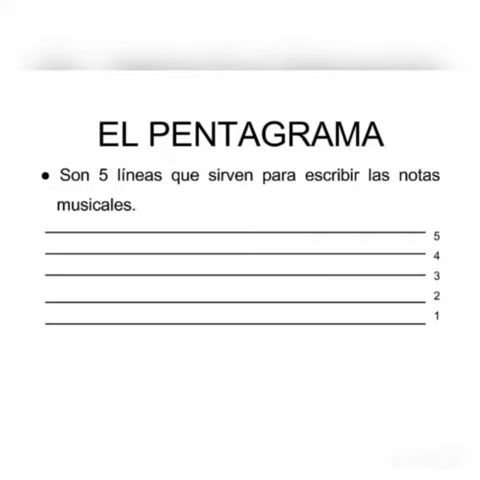 EL PENTAGRAMA
● Son 5 líneas que sirven para escribir las notas
musicales.
5
4
3
2
1